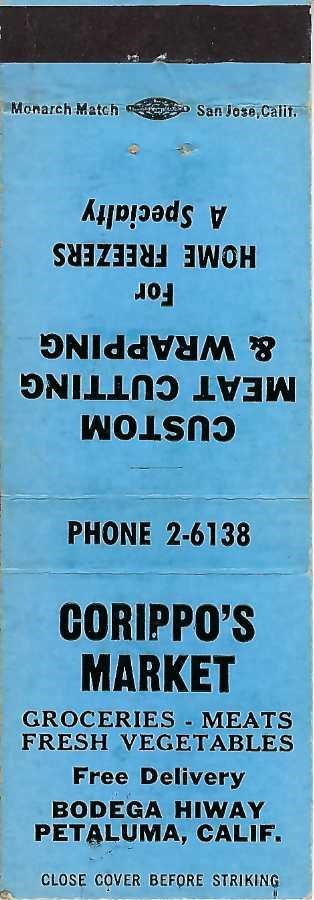 Monarch Match San Jose, Calif.
CUSTOM
MEAT CUTTING
& WRAPPING
For
HOME FREEZERS
A Specialty
PHONE 2-6138
CORIPPO'S
MARKET
GROCERIES - MEATS
FRESH VEGETABLES
Free Delivery
BODEGA HIWAY
PETALUMA, CALIF.
CLOSE COVER BEFORE STRIKING